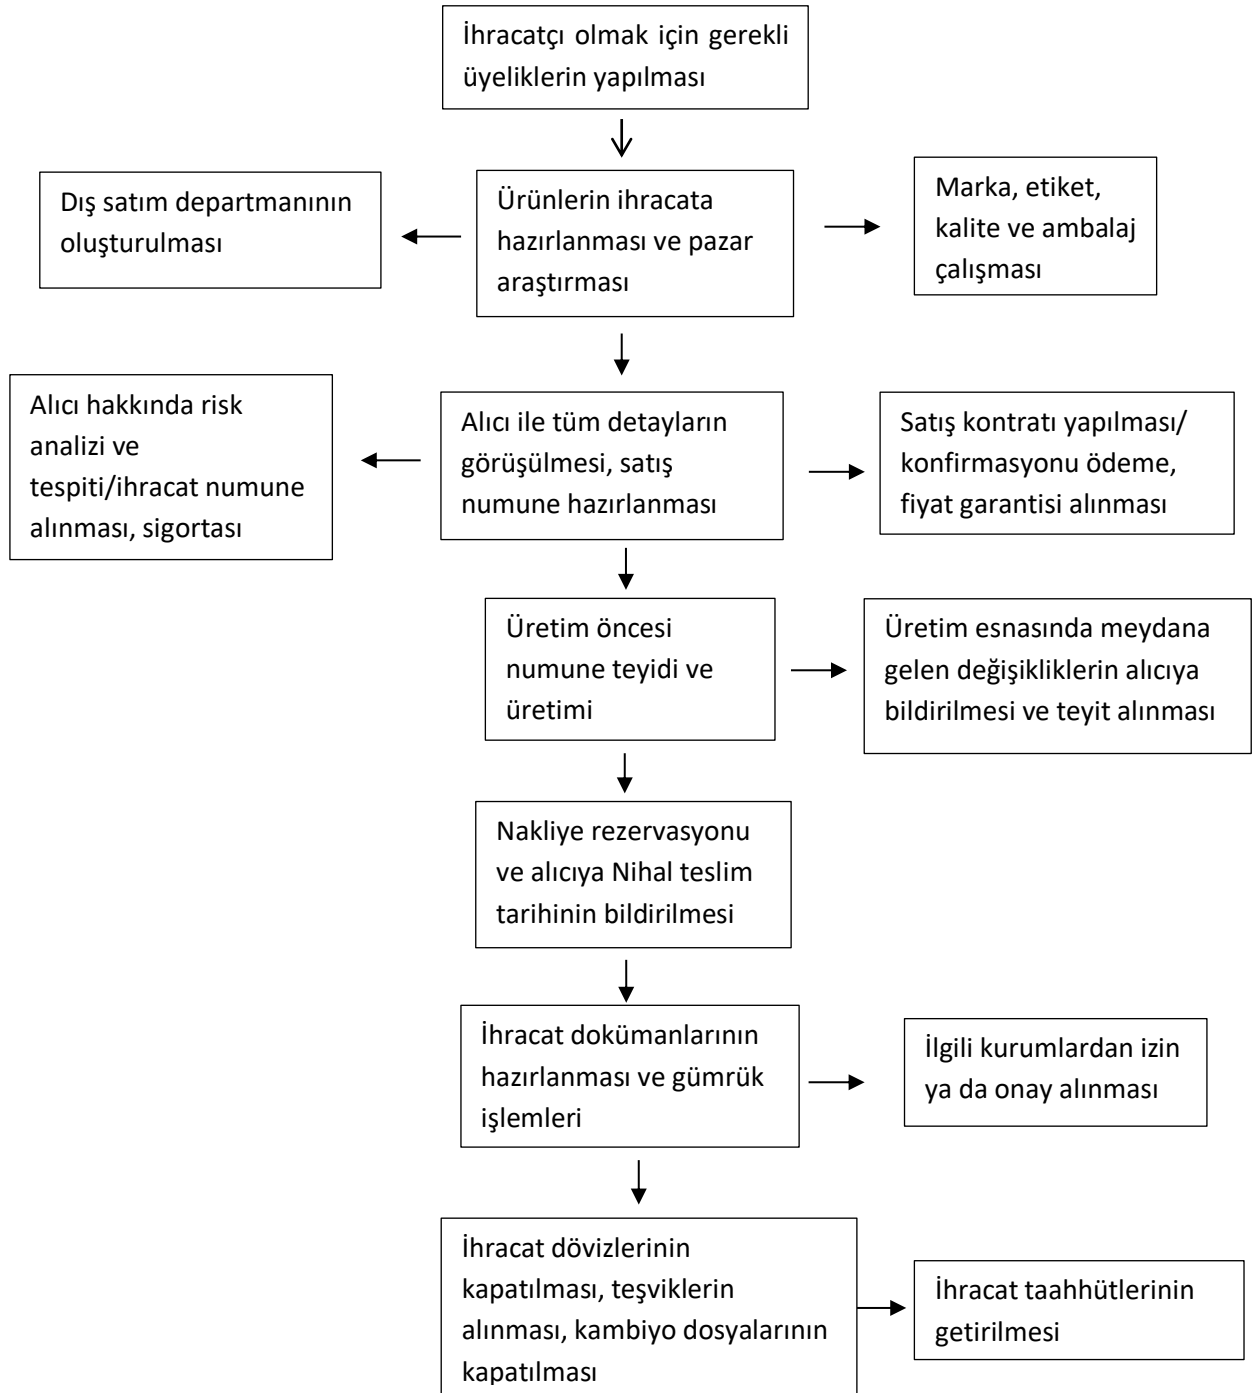 İhracatçı olmak için gerekli
üyeliklerin yapılması
Dış satım departmanının
oluşturulması
Ürünlerin ihracata
hazırlanması ve pazar
araştırması
Marka, etiket,
kalite ve ambalaj
çalışması
Alıcı hakkında risk
analizi ve
tespiti/ihracat numune
alınması, sigortası
Alıcı ile tüm detayların
görüşülmesi, satış
numune hazırlanması
Satış kontratı yapılması/
konfirmasyonu ödeme,
fiyat garantisi alınması
Üretim öncesi
numune teyidi ve
üretimi
Üretim esnasında meydana
gelen değişikliklerin alıcıya
bildirilmesi ve teyit alınması
Nakliye rezervasyonu
ve alıcıya Nihal teslim
tarihinin bildirilmesi
İhracat dokümanlarının
hazırlanması ve gümrük
işlemleri
İlgili kurumlardan izin
ya da onay alınması
İhracat dövizlerinin
kapatılması, teşviklerin
alınması, kambiyo dosyalarının
kapatılması
İhracat taahhütlerinin
getirilmesi